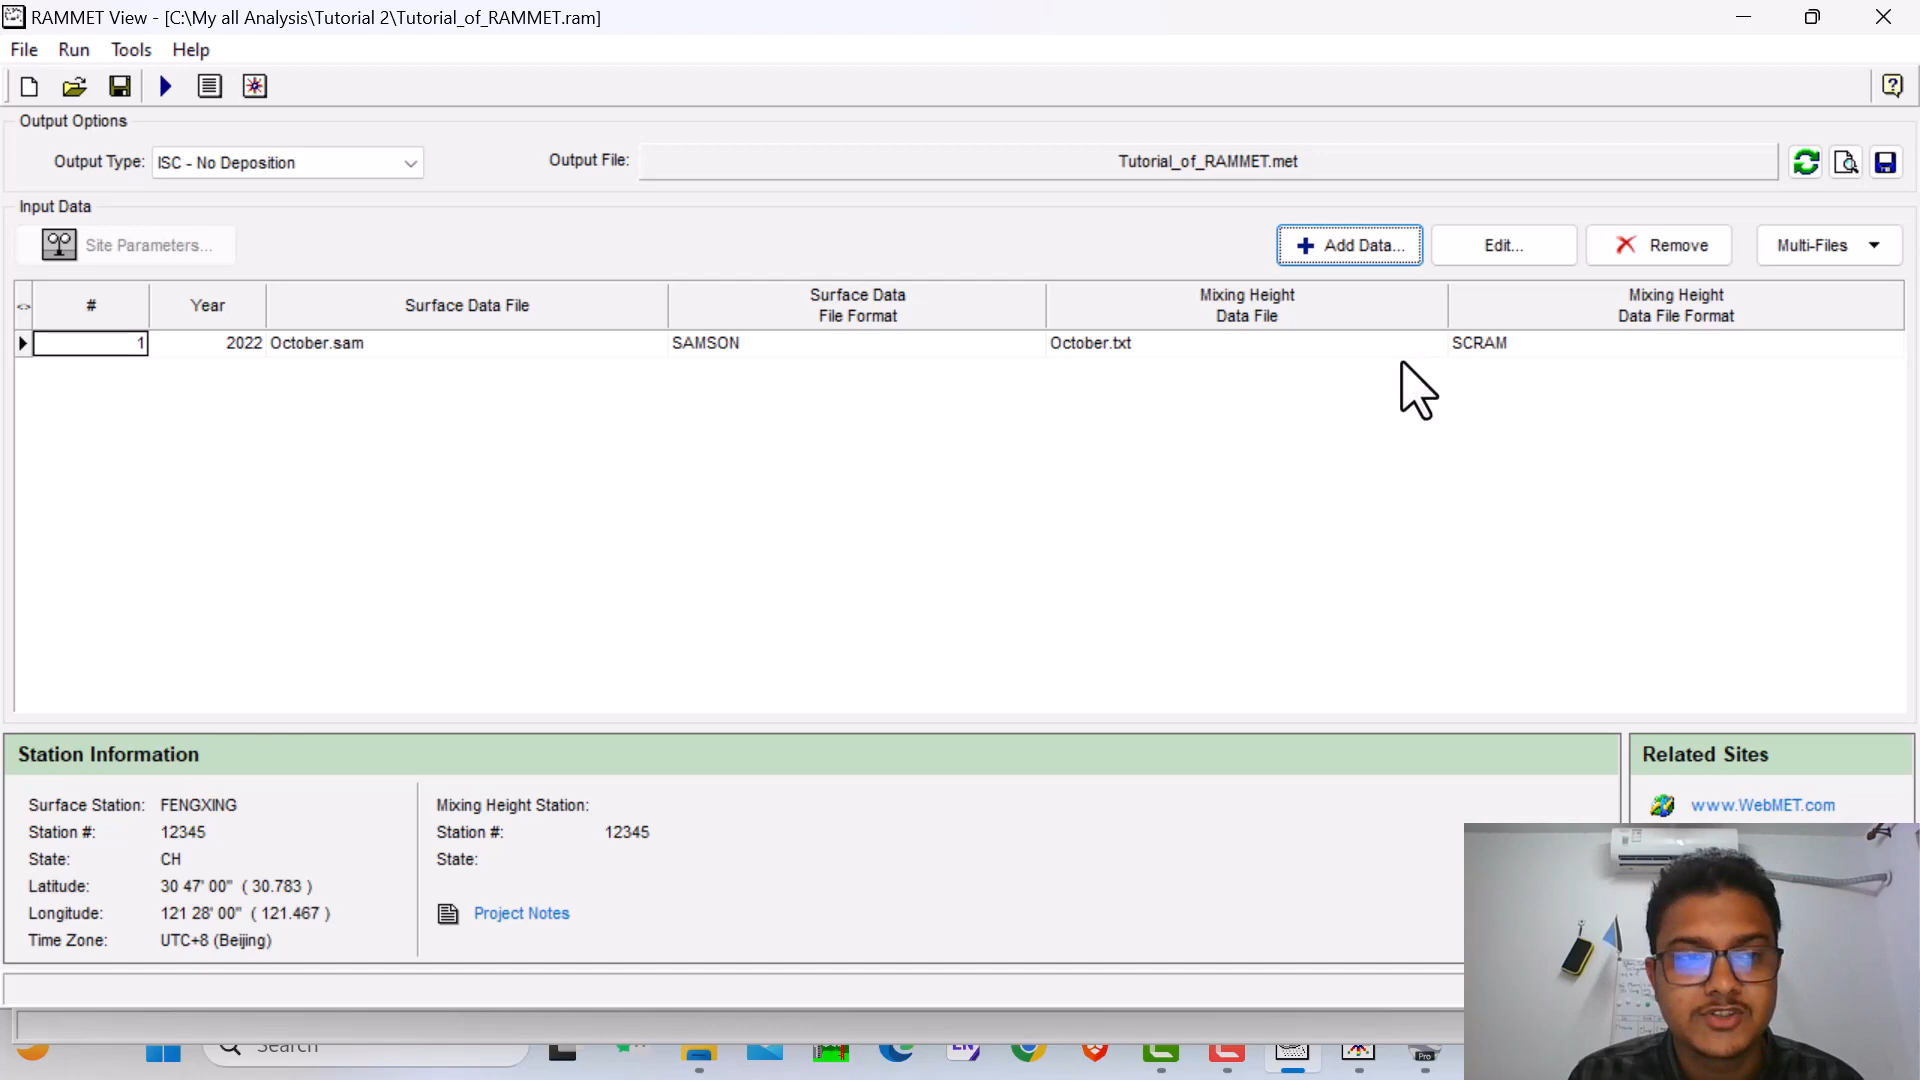 RAMMET View - [C:\My all Analysis\Tutorial 2\Tutorial_of_RAMMET.ram]
File Run Tools Help
Output Options
Output Type: ISC - No Deposition Output File: Tutorial_of_RAMMET.met
Input Data
Site Parameters... Add Data... Edit... Remove Multi-Files
<> # Year Surface Data File Surface Data File Format Mixing Height Data File Mixing Height Data File Format
1 2022 October.sam SAMSON October.txt SCRAM
Station Information Related Sites
Surface Station: FENGXING Mixing Height Station: www.WebMET.com
Station #: 12345 Station #: 12345
State: CH State:
Latitude: 30 47' 00" ( 30.783 )
Longitude: 121 28' 00" ( 121.467 ) Project Notes
Time Zone: UTC+8 (Beijing)
Search
Pro